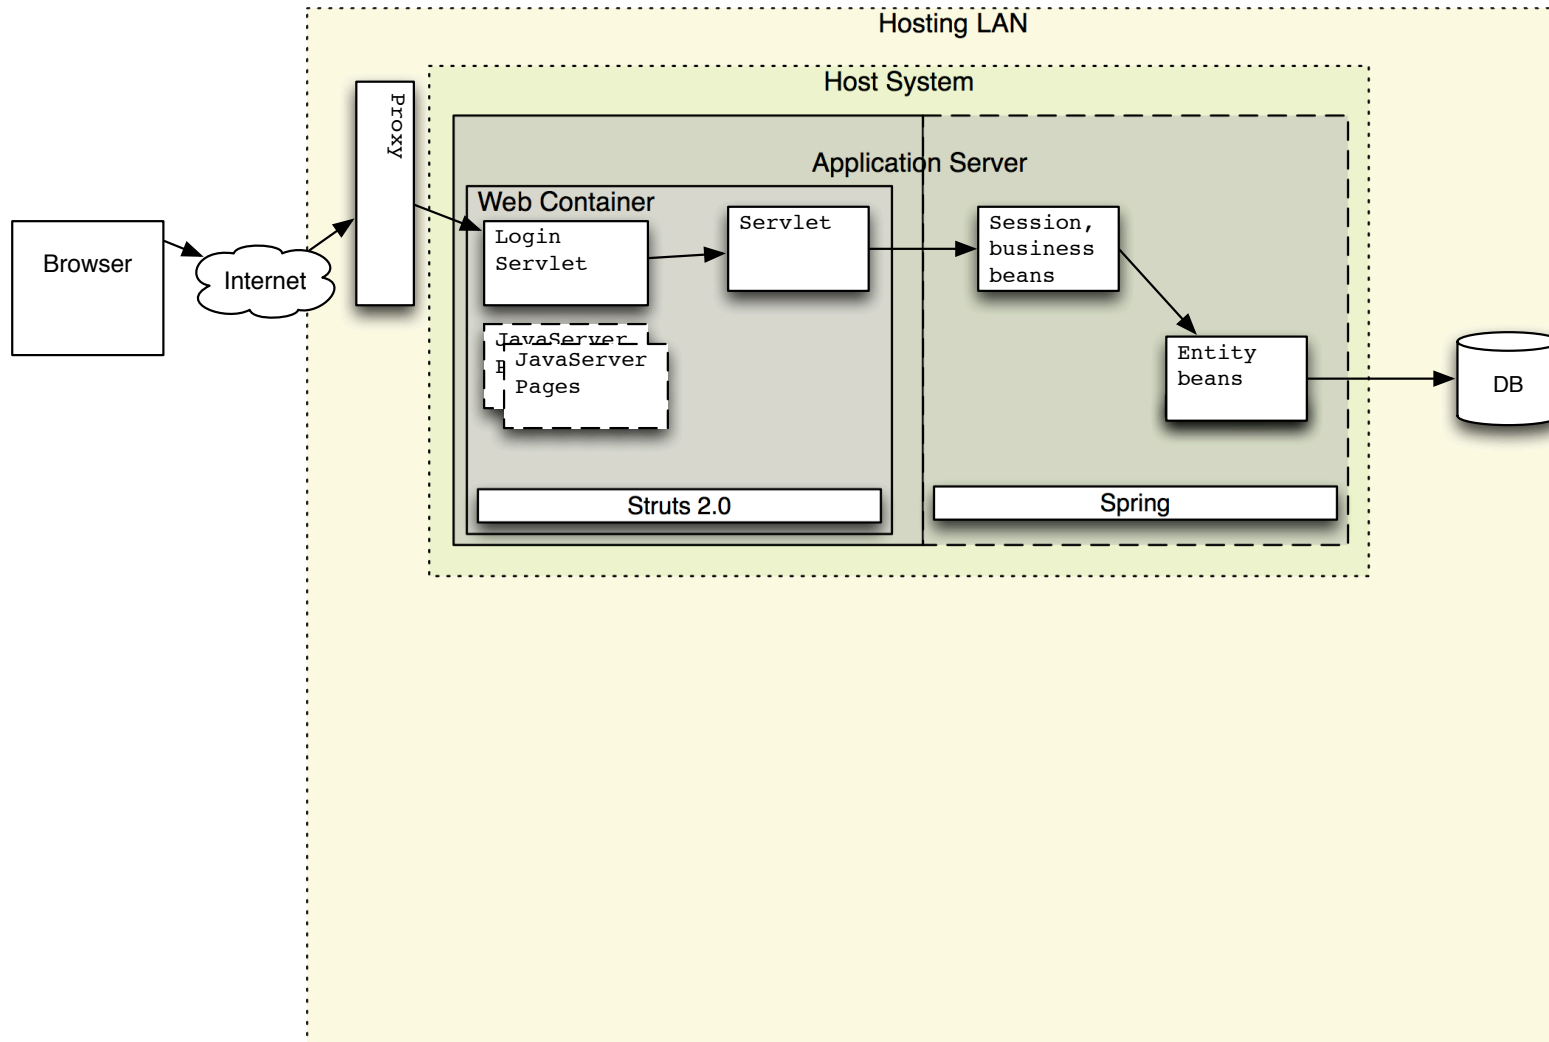 Hosting LAN
Host System
Proxy
Application Server
Web Container
Login
Servlet
Servlet
Session,
business
beans
Browser
Internet
JavaServer
JavaServer
Pages
Entity
beans
DB
Struts 2.0
Spring